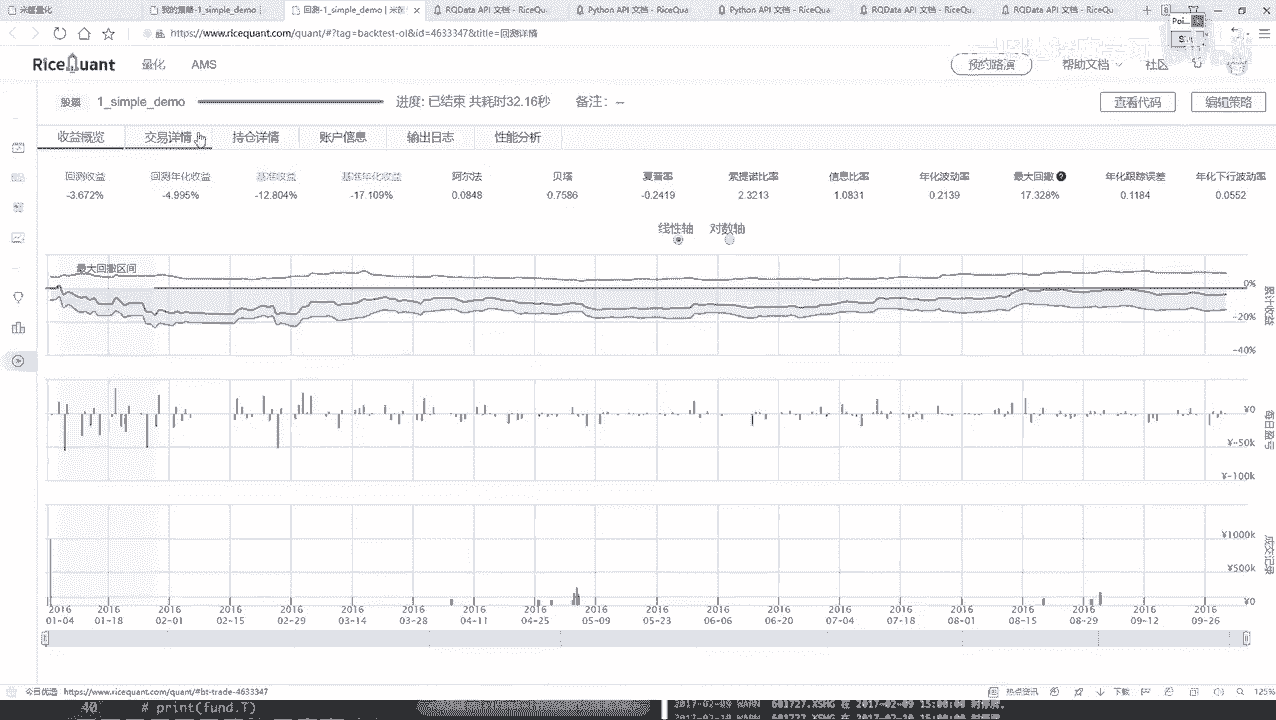 米筐量化
我的策略-1_simple_demo |
回测-1_simple_demo | 米筐
RQData API 文档 - RiceQu
Python API 文档 - RiceQua
Python API 文档 - RiceQua
RQData API 文档 - RiceQu
RQData API 文档 - RiceQu
https://www.ricequant.com/quant/#?tag=backtest-ol&id=4633347&title=回测详情
RiceQuant
量化
AMS
预约路演
帮助文档
社区
股票 1_simple_demo 进度: 已结束 共耗时32.16秒 备注: --
查看代码
编辑策略
收益概览 交易详情 持仓详情 账户信息 输出日志 性能分析
回测收益 回测年化收益 基准收益 基准年化收益 阿尔法 贝塔 夏普率 索提诺比率 信息比率 年化波动率 最大回撤 年化跟踪误差 年化下行波动率
-3.672% -4.995% -12.804% -17.109% 0.0848 0.7586 -0.2419 2.3213 1.0831 0.2139 17.328% 0.1184 0.0552
线性轴 对数轴
最大回撤区间
0%
-20%
-40%
累计收益
¥0
¥-50k
¥-100k
每日盈亏
¥1000k
¥500k
¥0
成交记录
2016 2016 2016 2016 2016 2016 2016 2016 2016 2016 2016 2016 2016 2016 2016 2016 2016 2016 2016 2016
01-04 01-18 02-01 02-15 02-29 03-14 03-28 04-11 04-25 05-09 05-23 06-06 06-20 07-04 07-18 08-01 08-15 08-29 09-12 09-26
今日优选 https://www.ricequant.com/quant/#bt-trade-4633347
热点资讯
下载
125%
40 # print(fund.T)
2017-02-09 WARN 601727.XSHG 在 2017-02-09 15:00:00 时停牌.